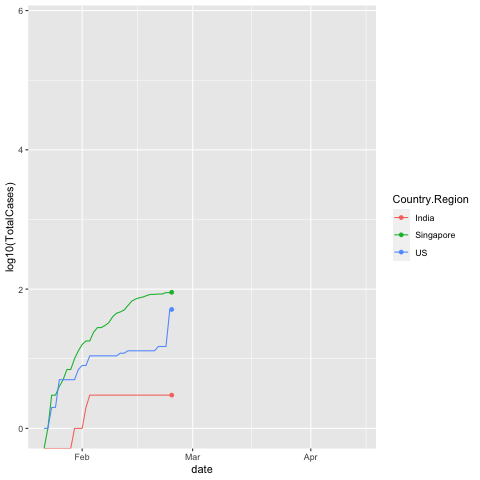 6
4
2
0
log10(TotalCases)
Feb
Mar
Apr
date
Country.Region
India
Singapore
US